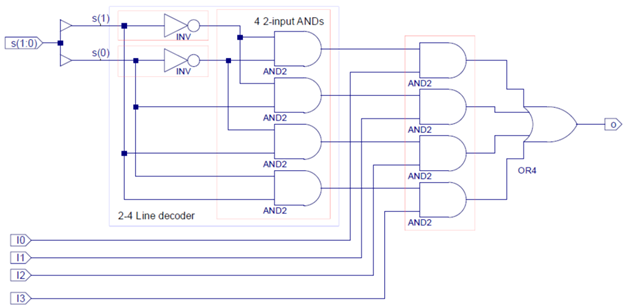 s(1) 4 2-input ANDs
s(1:0)
s(0) INV
INV AND2
AND2
AND2
AND2
AND2
AND2
OR4
o
AND2
2-4 Line decoder
AND2
I0
I1
I2
I3